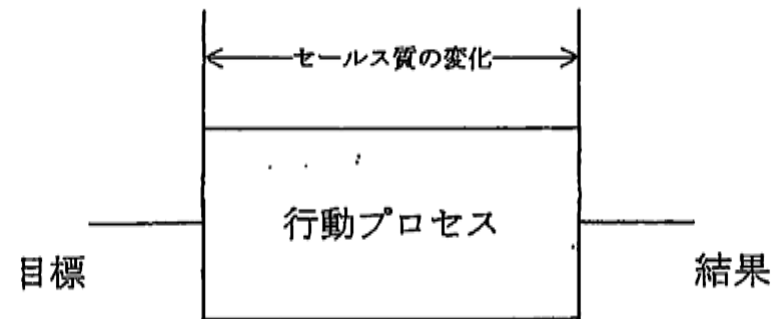 セールス質の変化
行動プロセス
目標
結果